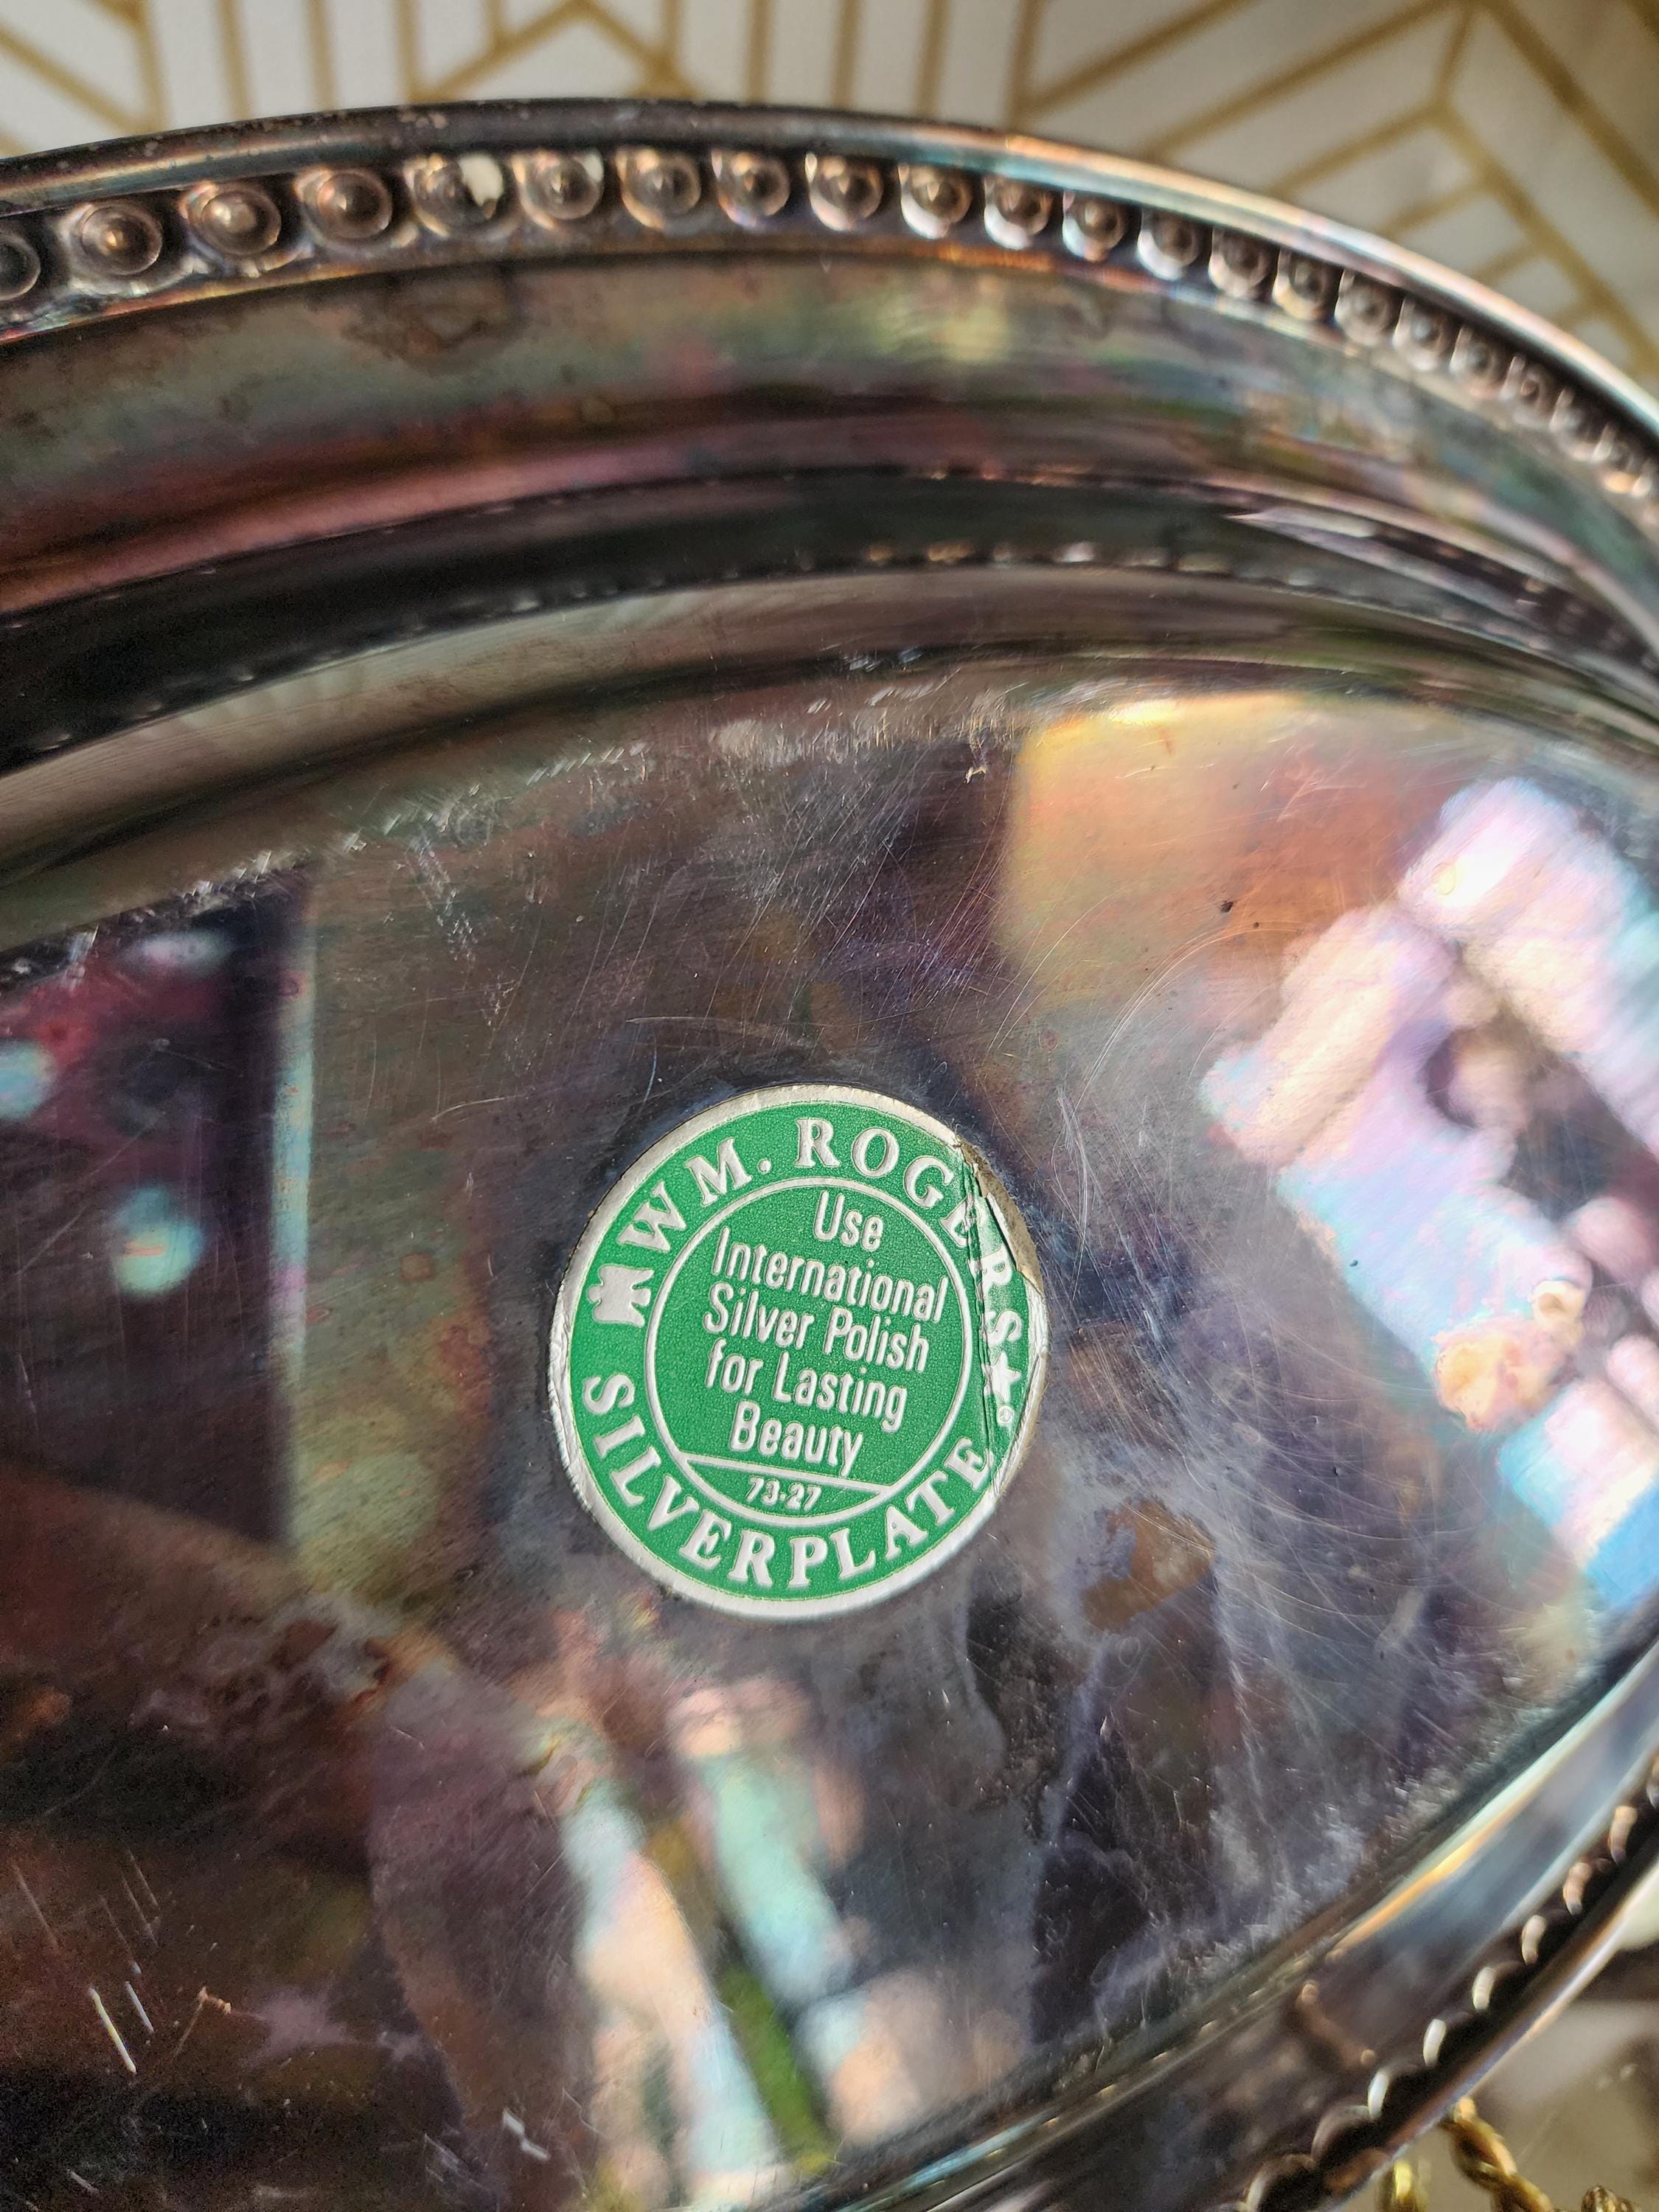 WM. ROGERS★®
Use
International
Silver Polish
for Lasting
Beauty
73-27
SILVERPLATE